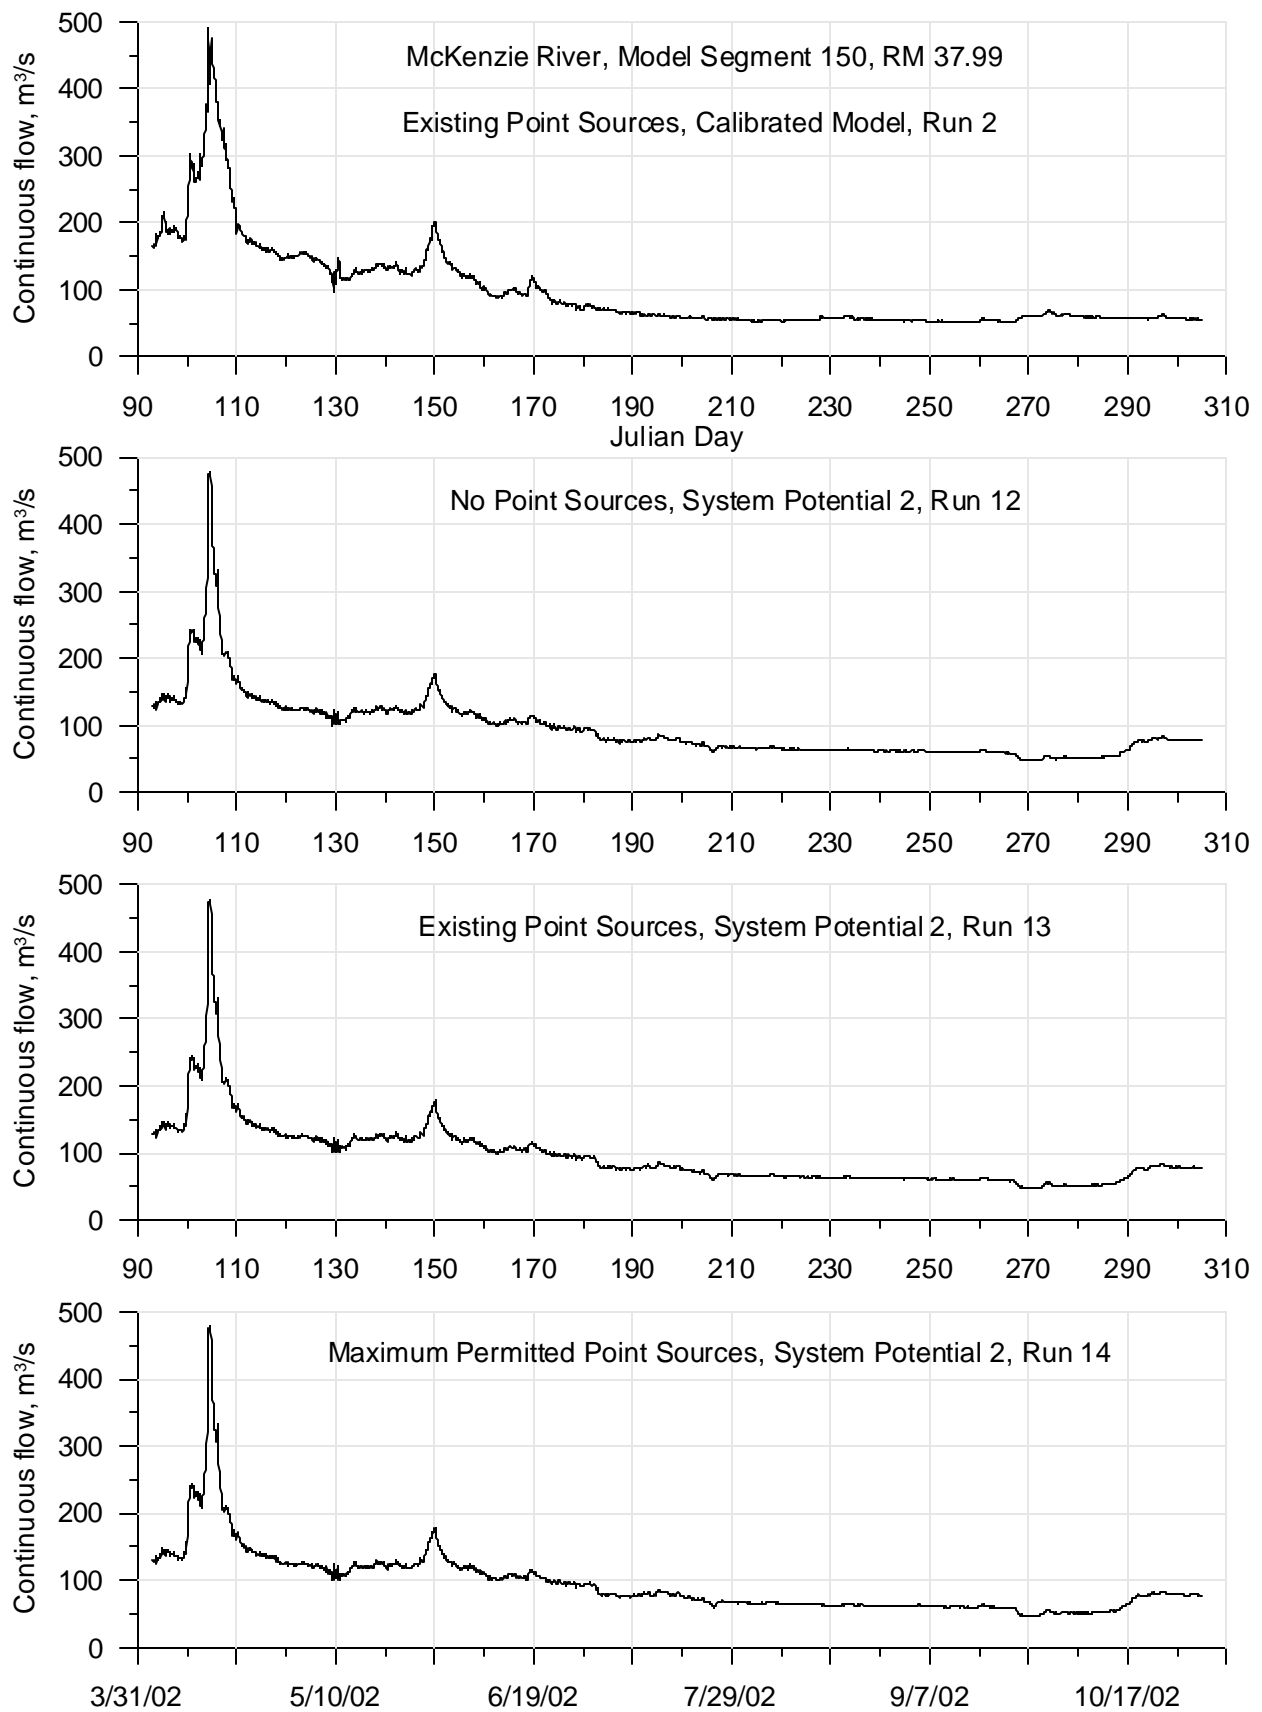 500
400
300
200
100
0
Continuous flow, m³/s
McKenzie River, Model Segment 150, RM 37.99
Existing Point Sources, Calibrated Model, Run 2
90 110 130 150 170 190 210 230 250 270 290 310
Julian Day
500
400
300
200
100
0
Continuous flow, m³/s
No Point Sources, System Potential 2, Run 12
90 110 130 150 170 190 210 230 250 270 290 310
500
400
300
200
100
0
Continuous flow, m³/s
Existing Point Sources, System Potential 2, Run 13
90 110 130 150 170 190 210 230 250 270 290 310
500
400
300
200
100
0
Continuous flow, m³/s
Maximum Permitted Point Sources, System Potential 2, Run 14
3/31/02 5/10/02 6/19/02 7/29/02 9/7/02 10/17/02